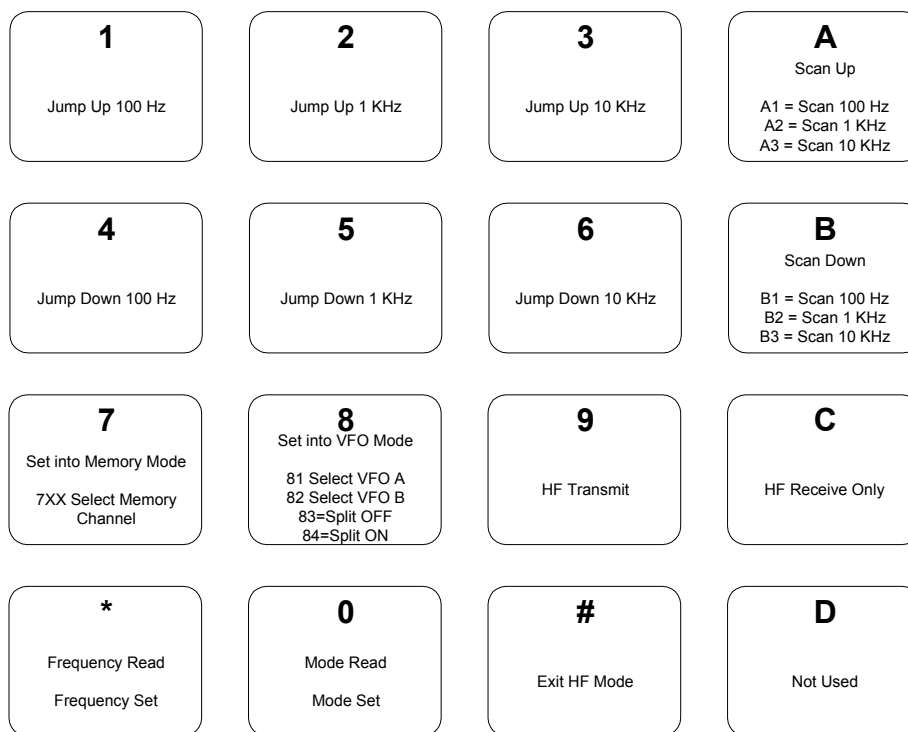 1
Jump Up 100 Hz
2
Jump Up 1 KHz
3
Jump Up 10 KHz
A
Scan Up
A1 = Scan 100 Hz
A2 = Scan 1 KHz
A3 = Scan 10 KHz
4
Jump Down 100 Hz
5
Jump Down 1 KHz
6
Jump Down 10 KHz
B
Scan Down
B1 = Scan 100 Hz
B2 = Scan 1 KHz
B3 = Scan 10 KHz
7
Set into Memory Mode
7XX Select Memory
Channel
8
Set into VFO Mode
81 Select VFO A
82 Select VFO B
83=Split OFF
84=Split ON
9
HF Transmit
C
HF Receive Only
*
Frequency Read
Frequency Set
0
Mode Read
Mode Set
#
Exit HF Mode
D
Not Used